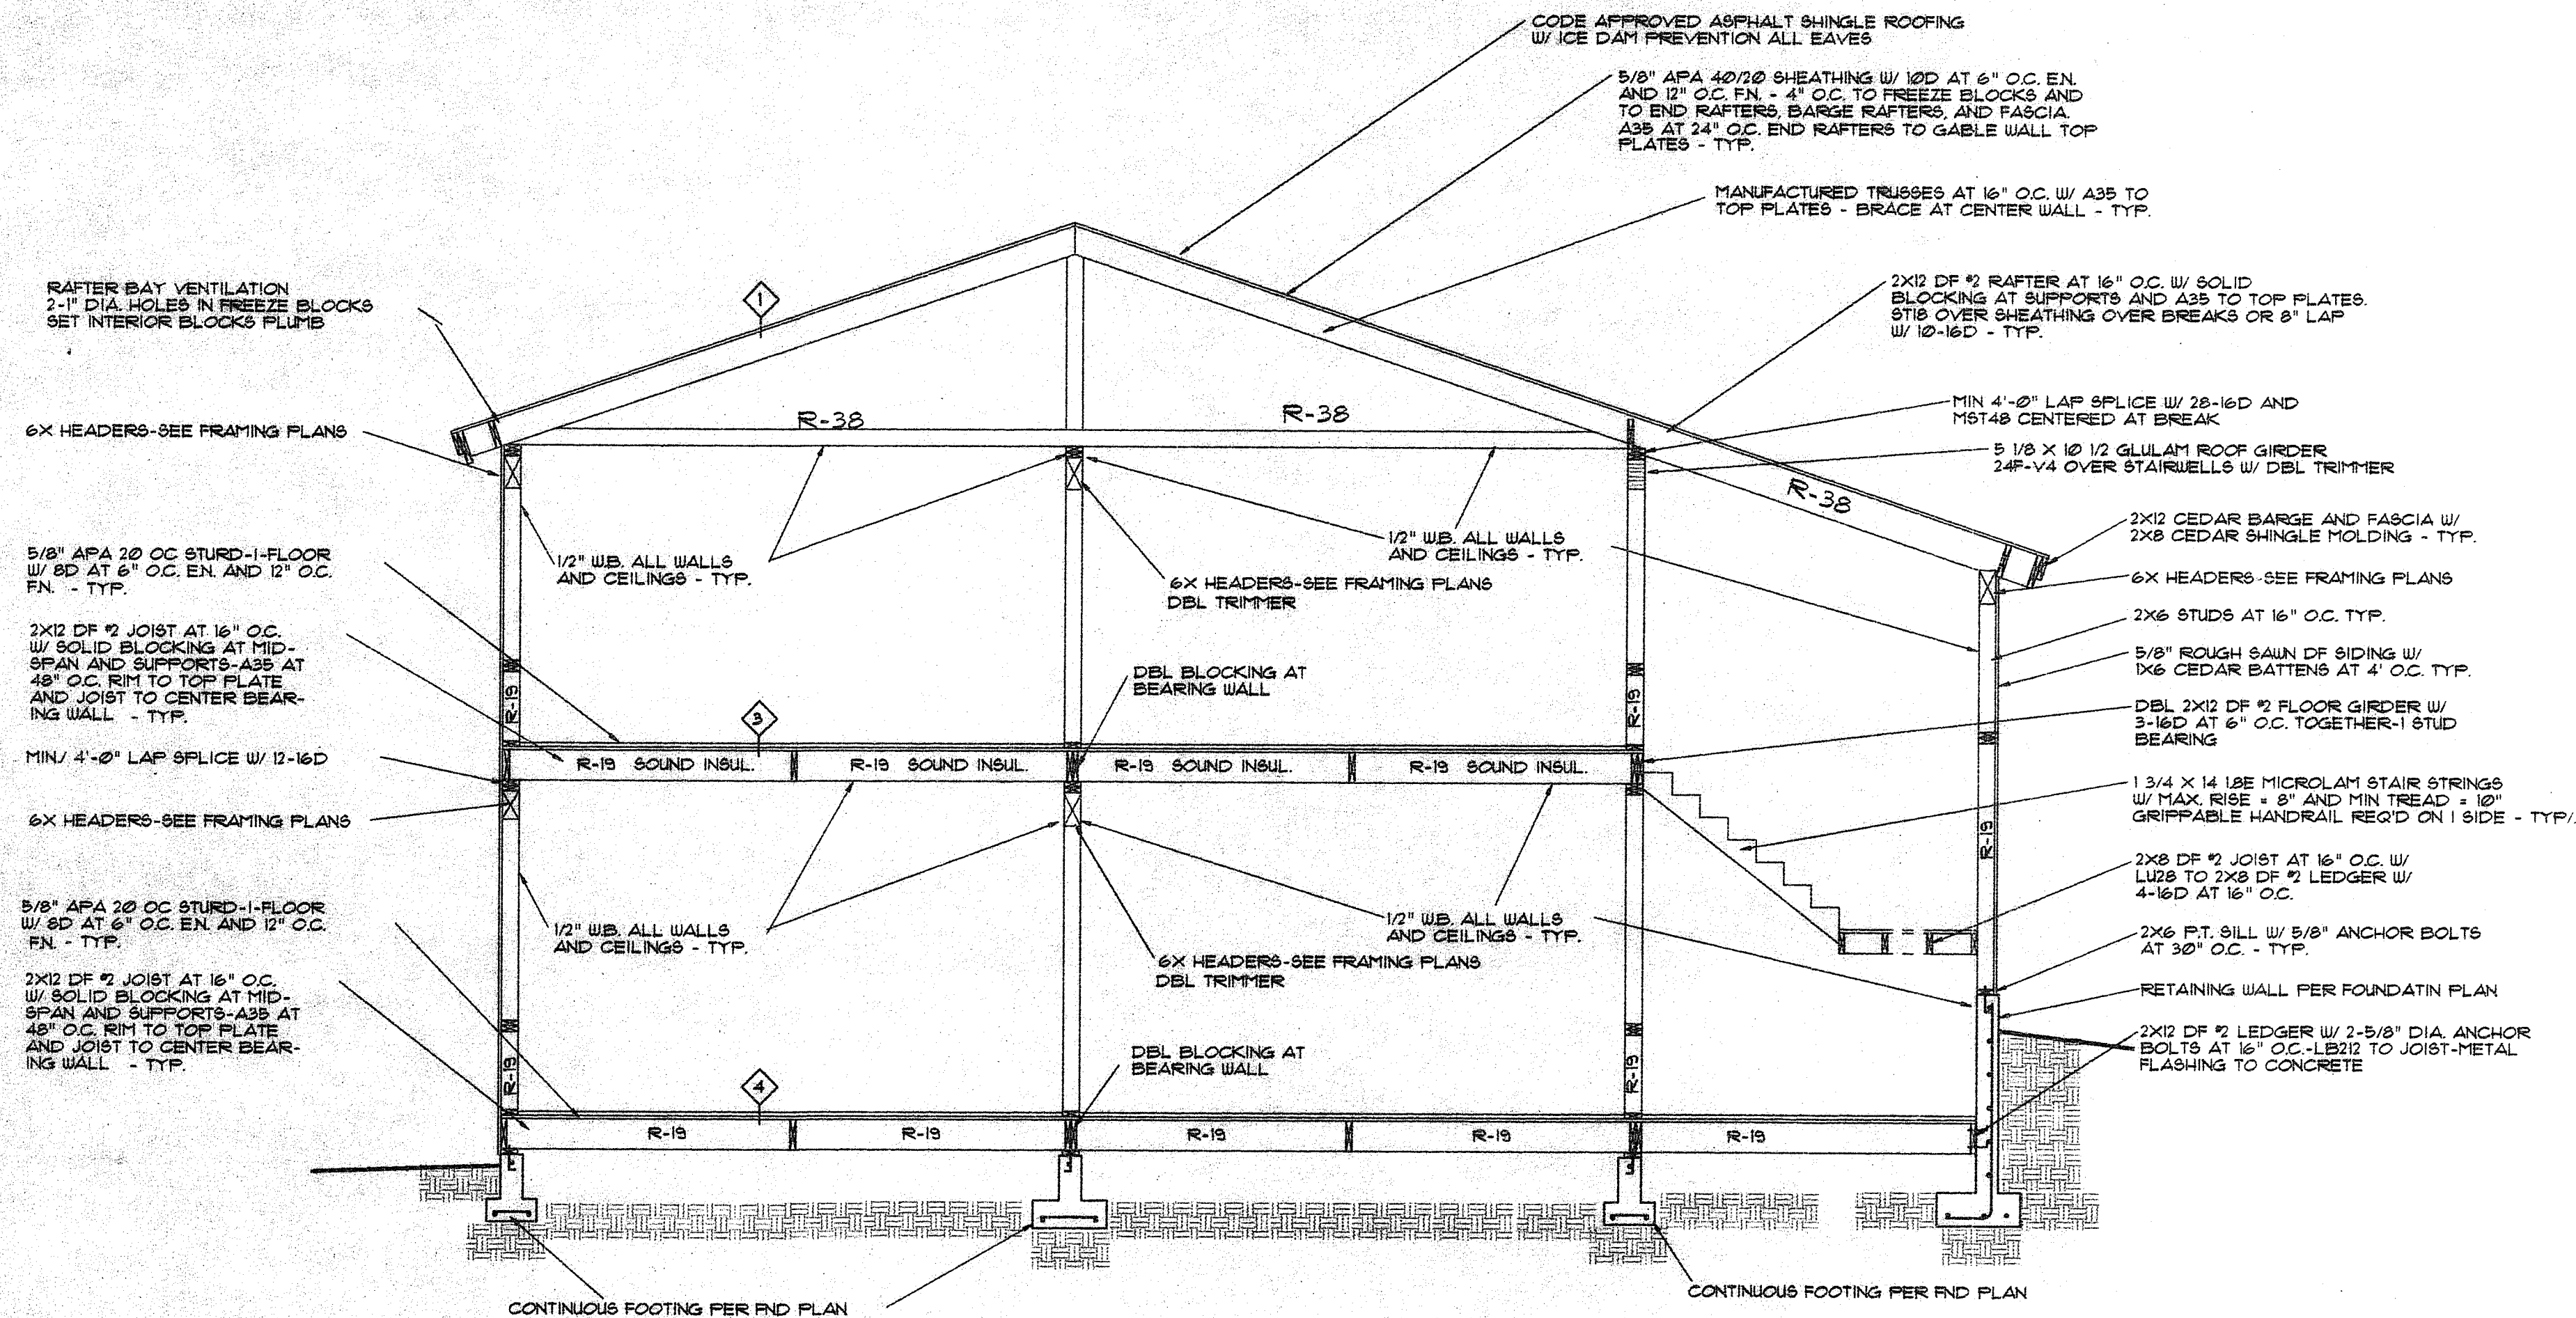 CODE APPROVED ASPHALT SHINGLE ROOFING
W/ ICE DAM PREVENTION ALL EAVES
5/8" APA 40/20 SHEATHING W/ 10D AT 6" O.C. E.N.
AND 12" O.C. F.N. - 4" O.C. TO FREEZE BLOCKS AND
TO END RAFTERS, BARGE RAFTERS, AND FASCIA.
A35 AT 24" O.C. END RAFTERS TO GABLE WALL TOP
PLATES - TYP.
MANUFACTURED TRUSSES AT 16" O.C. W/ A35 TO
TOP PLATES - BRACE AT CENTER WALL - TYP.
2X12 DF #2 RAFTER AT 16" O.C. W/ SOLID
BLOCKING AT SUPPORTS AND A35 TO TOP PLATES.
ST18 OVER SHEATHING OVER BREAKS OR 8" LAP
W/ 10-16D - TYP.
MIN 4'-0" LAP SPLICE W/ 28-16D AND
MST48 CENTERED AT BREAK
5 1/8 X 10 1/2 GLULAM ROOF GIRDER
24F-V4 OVER STAIRWELLS W/ DBL TRIMMER
2X12 CEDAR BARGE AND FASCIA W/
2X8 CEDAR SHINGLE MOLDING - TYP.
6X HEADERS-SEE FRAMING PLANS
2X6 STUDS AT 16" O.C. TYP.
5/8" ROUGH SAWN DF SIDING W/
1X6 CEDAR BATTENS AT 4' O.C. TYP.
DBL 2X12 DF #2 FLOOR GIRDER W/
3-16D AT 6" O.C. TOGETHER-1 STUD
BEARING
1 3/4 X 14 1.8E MICROLAM STAIR STRINGS
W/ MAX. RISE = 8" AND MIN TREAD = 10"
GRIPPABLE HANDRAIL REQ'D ON 1 SIDE - TYP/.
2X8 DF #2 JOIST AT 16" O.C. W/
LU28 TO 2X8 DF #2 LEDGER W/
4-16D AT 16" O.C.
2X6 P.T. SILL W/ 5/8" ANCHOR BOLTS
AT 30" O.C. - TYP.
RETAINING WALL PER FOUNDATIN PLAN
2X12 DF #2 LEDGER W/ 2-5/8" DIA. ANCHOR
BOLTS AT 16" O.C.-LB212 TO JOIST-METAL
FLASHING TO CONCRETE
RAFTER BAY VENTILATION
2-1" DIA. HOLES IN FREEZE BLOCKS
SET INTERIOR BLOCKS PLUMB
6X HEADERS-SEE FRAMING PLANS
5/8" APA 20 OC STURD-I-FLOOR
W/ 8D AT 6" O.C. E.N. AND 12" O.C.
F.N. - TYP.
2X12 DF #2 JOIST AT 16" O.C.
W/ SOLID BLOCKING AT MID-
SPAN AND SUPPORTS-A35 AT
48" O.C. RIM TO TOP PLATE
AND JOIST TO CENTER BEAR-
ING WALL - TYP.
MIN/ 4'-0" LAP SPLICE W/ 12-16D
6X HEADERS-SEE FRAMING PLANS
5/8" APA 20 OC STURD-I-FLOOR
W/ 8D AT 6" O.C. E.N. AND 12" O.C.
F.N. - TYP.
2X12 DF #2 JOIST AT 16" O.C.
W/ SOLID BLOCKING AT MID-
SPAN AND SUPPORTS-A35 AT
48" O.C. RIM TO TOP PLATE
AND JOIST TO CENTER BEAR-
ING WALL - TYP.
1
R-38
R-38
R-38
1/2" W.B. ALL WALLS
AND CEILINGS - TYP.
1/2" W.B. ALL WALLS
AND CEILINGS - TYP.
6X HEADERS-SEE FRAMING PLANS
DBL TRIMMER
DBL BLOCKING AT
BEARING WALL
R-19
R-19
3
R-19 SOUND INSUL.
R-19 SOUND INSUL.
R-19 SOUND INSUL.
R-19 SOUND INSUL.
R-19
1/2" W.B. ALL WALLS
AND CEILINGS - TYP.
1/2" W.B. ALL WALLS
AND CEILINGS - TYP.
6X HEADERS-SEE FRAMING PLANS
DBL TRIMMER
DBL BLOCKING AT
BEARING WALL
R-19
R-19
4
R-19
R-19
R-19
R-19
R-19
CONTINUOUS FOOTING PER FND PLAN
CONTINUOUS FOOTING PER FND PLAN